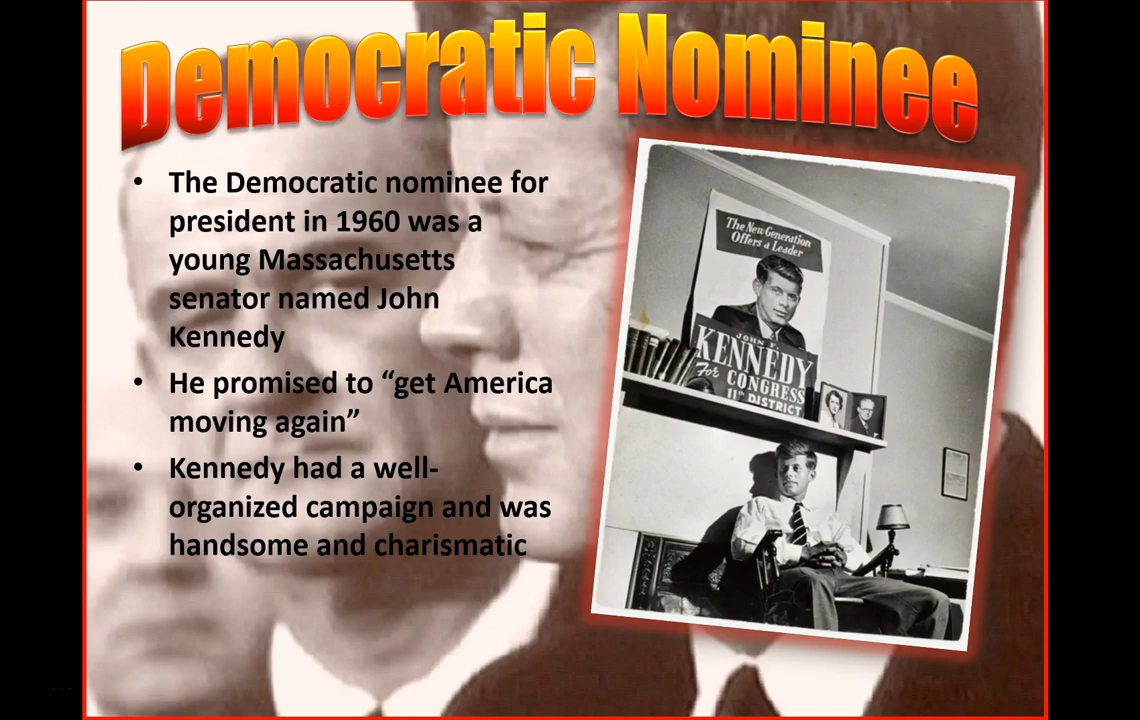 Democratic Nominee
• The Democratic nominee for
president in 1960 was a
young Massachusetts
senator named John
Kennedy
• He promised to “get America
moving again”
• Kennedy had a well-
organized campaign and was
handsome and charismatic
The New Generation
Offers a Leader
JOHN F.
KENNEDY
For CONGRESS
11th DISTRICT